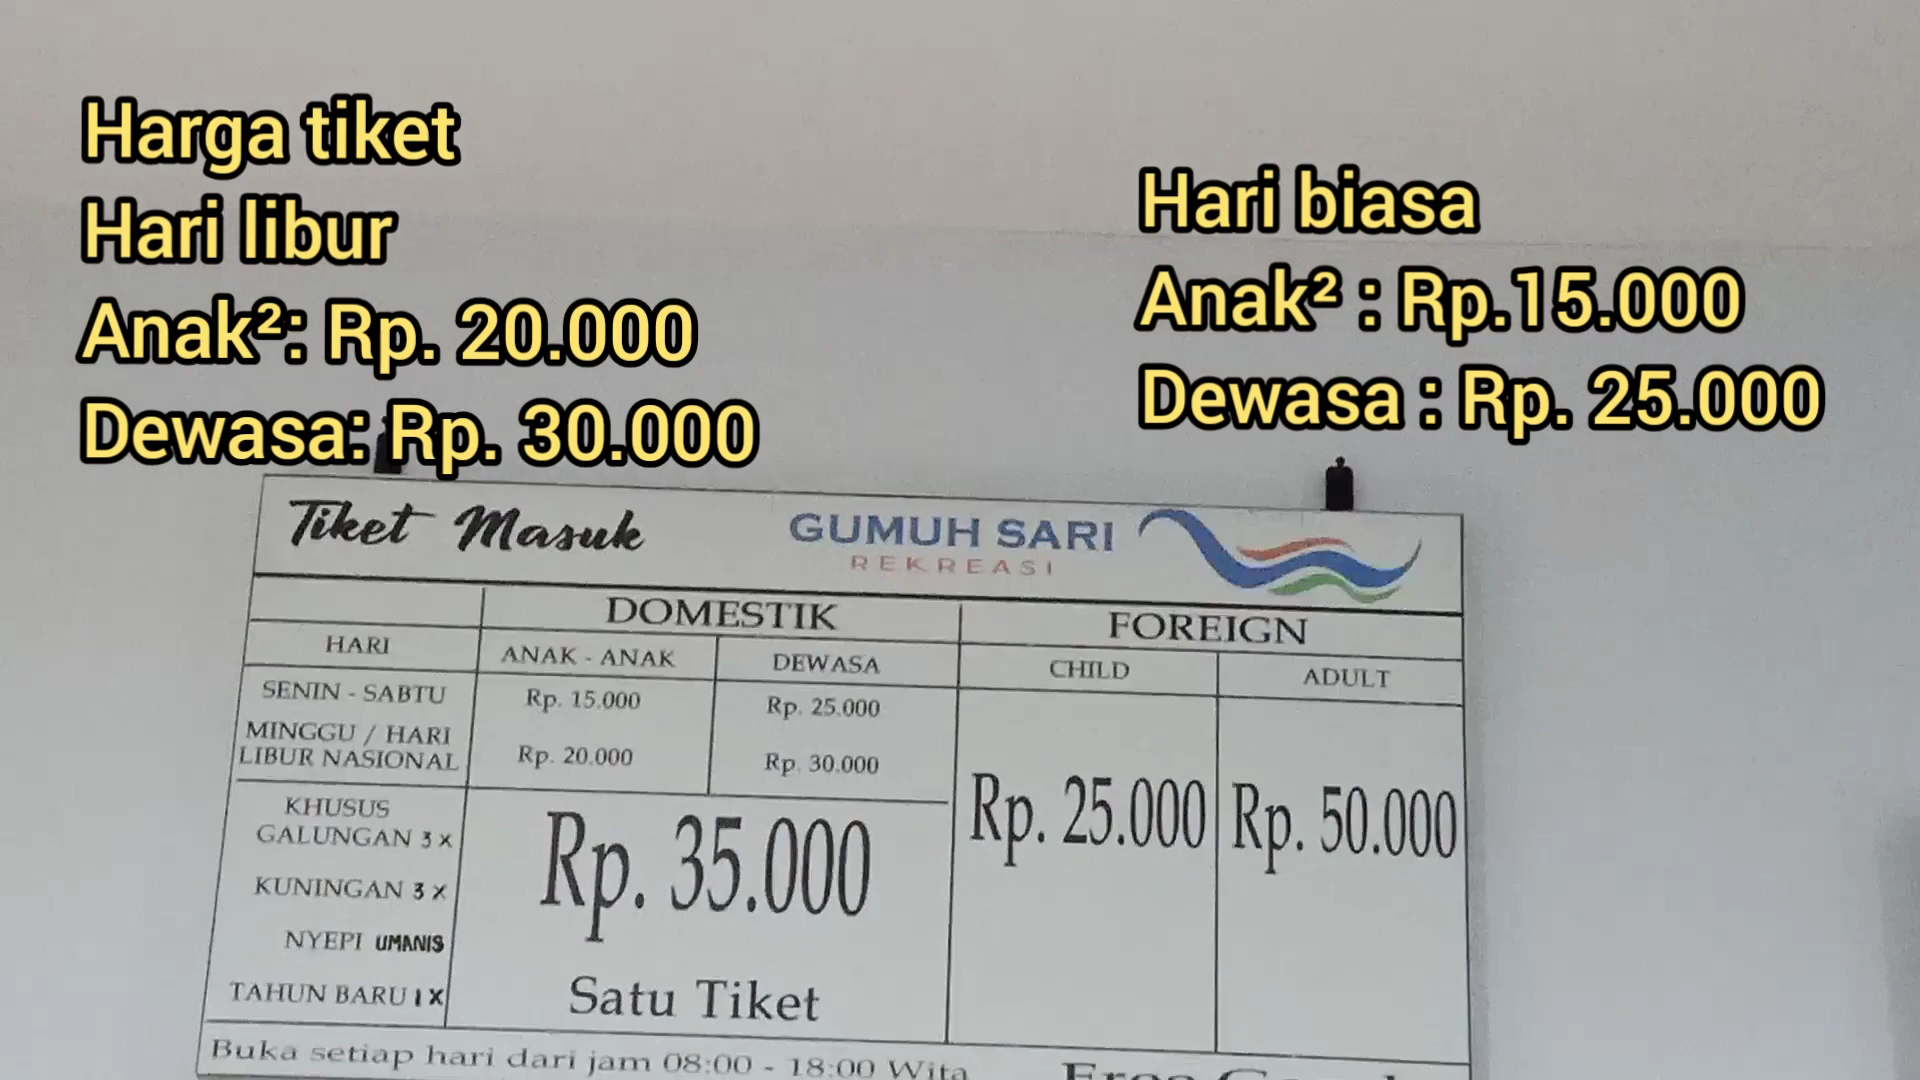 Harga tiket
Hari libur
Anak²: Rp. 20.000
Dewasa: Rp. 30.000
Hari biasa
Anak² : Rp.15.000
Dewasa : Rp. 25.000
Tiket Masuk
GUMUH SARI
REKREASI
DOMESTIK
FOREIGN
HARI
ANAK - ANAK
DEWASA
CHILD
ADULT
SENIN - SABTU
Rp. 15.000
Rp. 25.000
MINGGU / HARI
LIBUR NASIONAL
Rp. 20.000
Rp. 30.000
Rp. 25.000
Rp. 50.000
KHUSUS
GALUNGAN 3 X
KUNINGAN 3 X
NYEPI UMANIS
TAHUN BARU 1 X
Rp. 35.000
Satu Tiket
Buka setiap hari dari jam 08:00 - 18:00 Wita